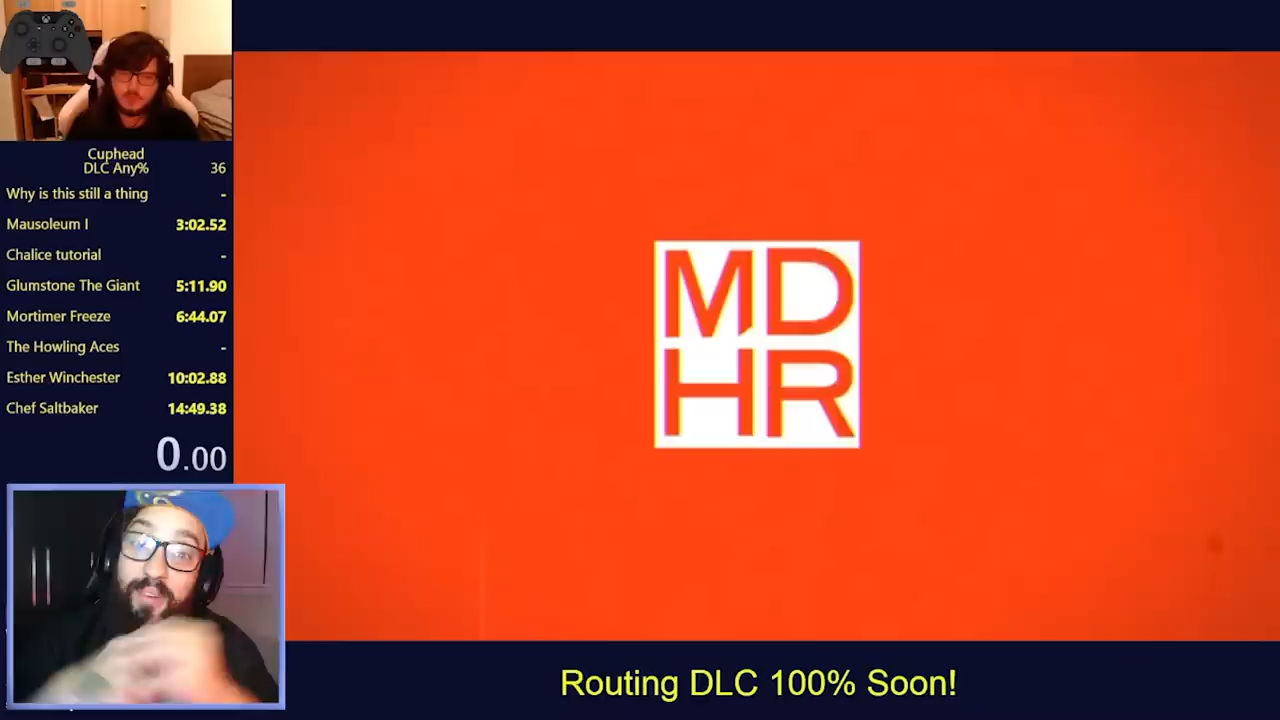 Cuphead
DLC Any% 36
Why is this still a thing -
Mausoleum I 3:02.52
Chalice tutorial -
Glumstone The Giant 5:11.90
Mortimer Freeze 6:44.07
The Howling Aces -
Esther Winchester 10:02.88
Chef Saltbaker 14:49.38
0.00
MD
HR
Routing DLC 100% Soon!